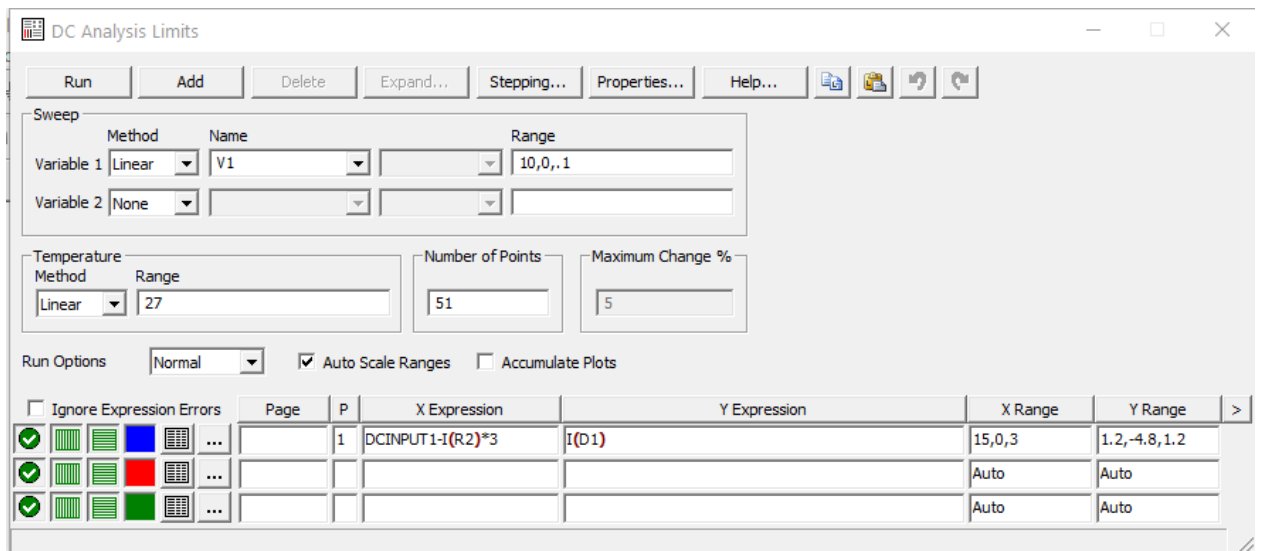 DC Analysis Limits
Run Add Delete Expand... Stepping... Properties... Help...
Sweep
Method Name Range
Variable 1 Linear V1 10,0,.1
Variable 2 None
Temperature Number of Points Maximum Change %
Method Range
Linear 27 51 5
Run Options Normal Auto Scale Ranges Accumulate Plots
Ignore Expression Errors Page P X Expression Y Expression X Range Y Range >
... 1 DCINPUT1-I(R2)*3 I(D1) 15,0,3 1.2,-4.8,1.2
... Auto Auto
... Auto Auto